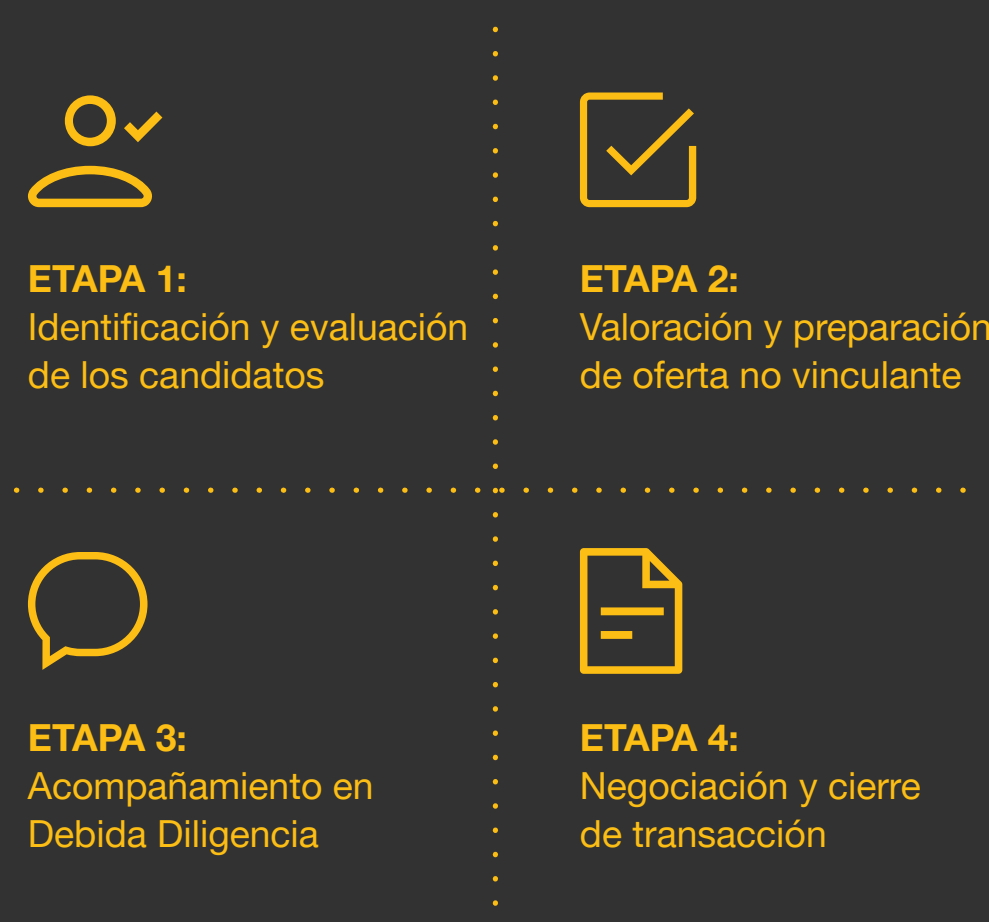 ETAPA 1:
Identificación y evaluación
de los candidatos
ETAPA 2:
Valoración y preparación
de oferta no vinculante
ETAPA 3:
Acompañamiento en
Debida Diligencia
ETAPA 4:
Negociación y cierre
de transacción